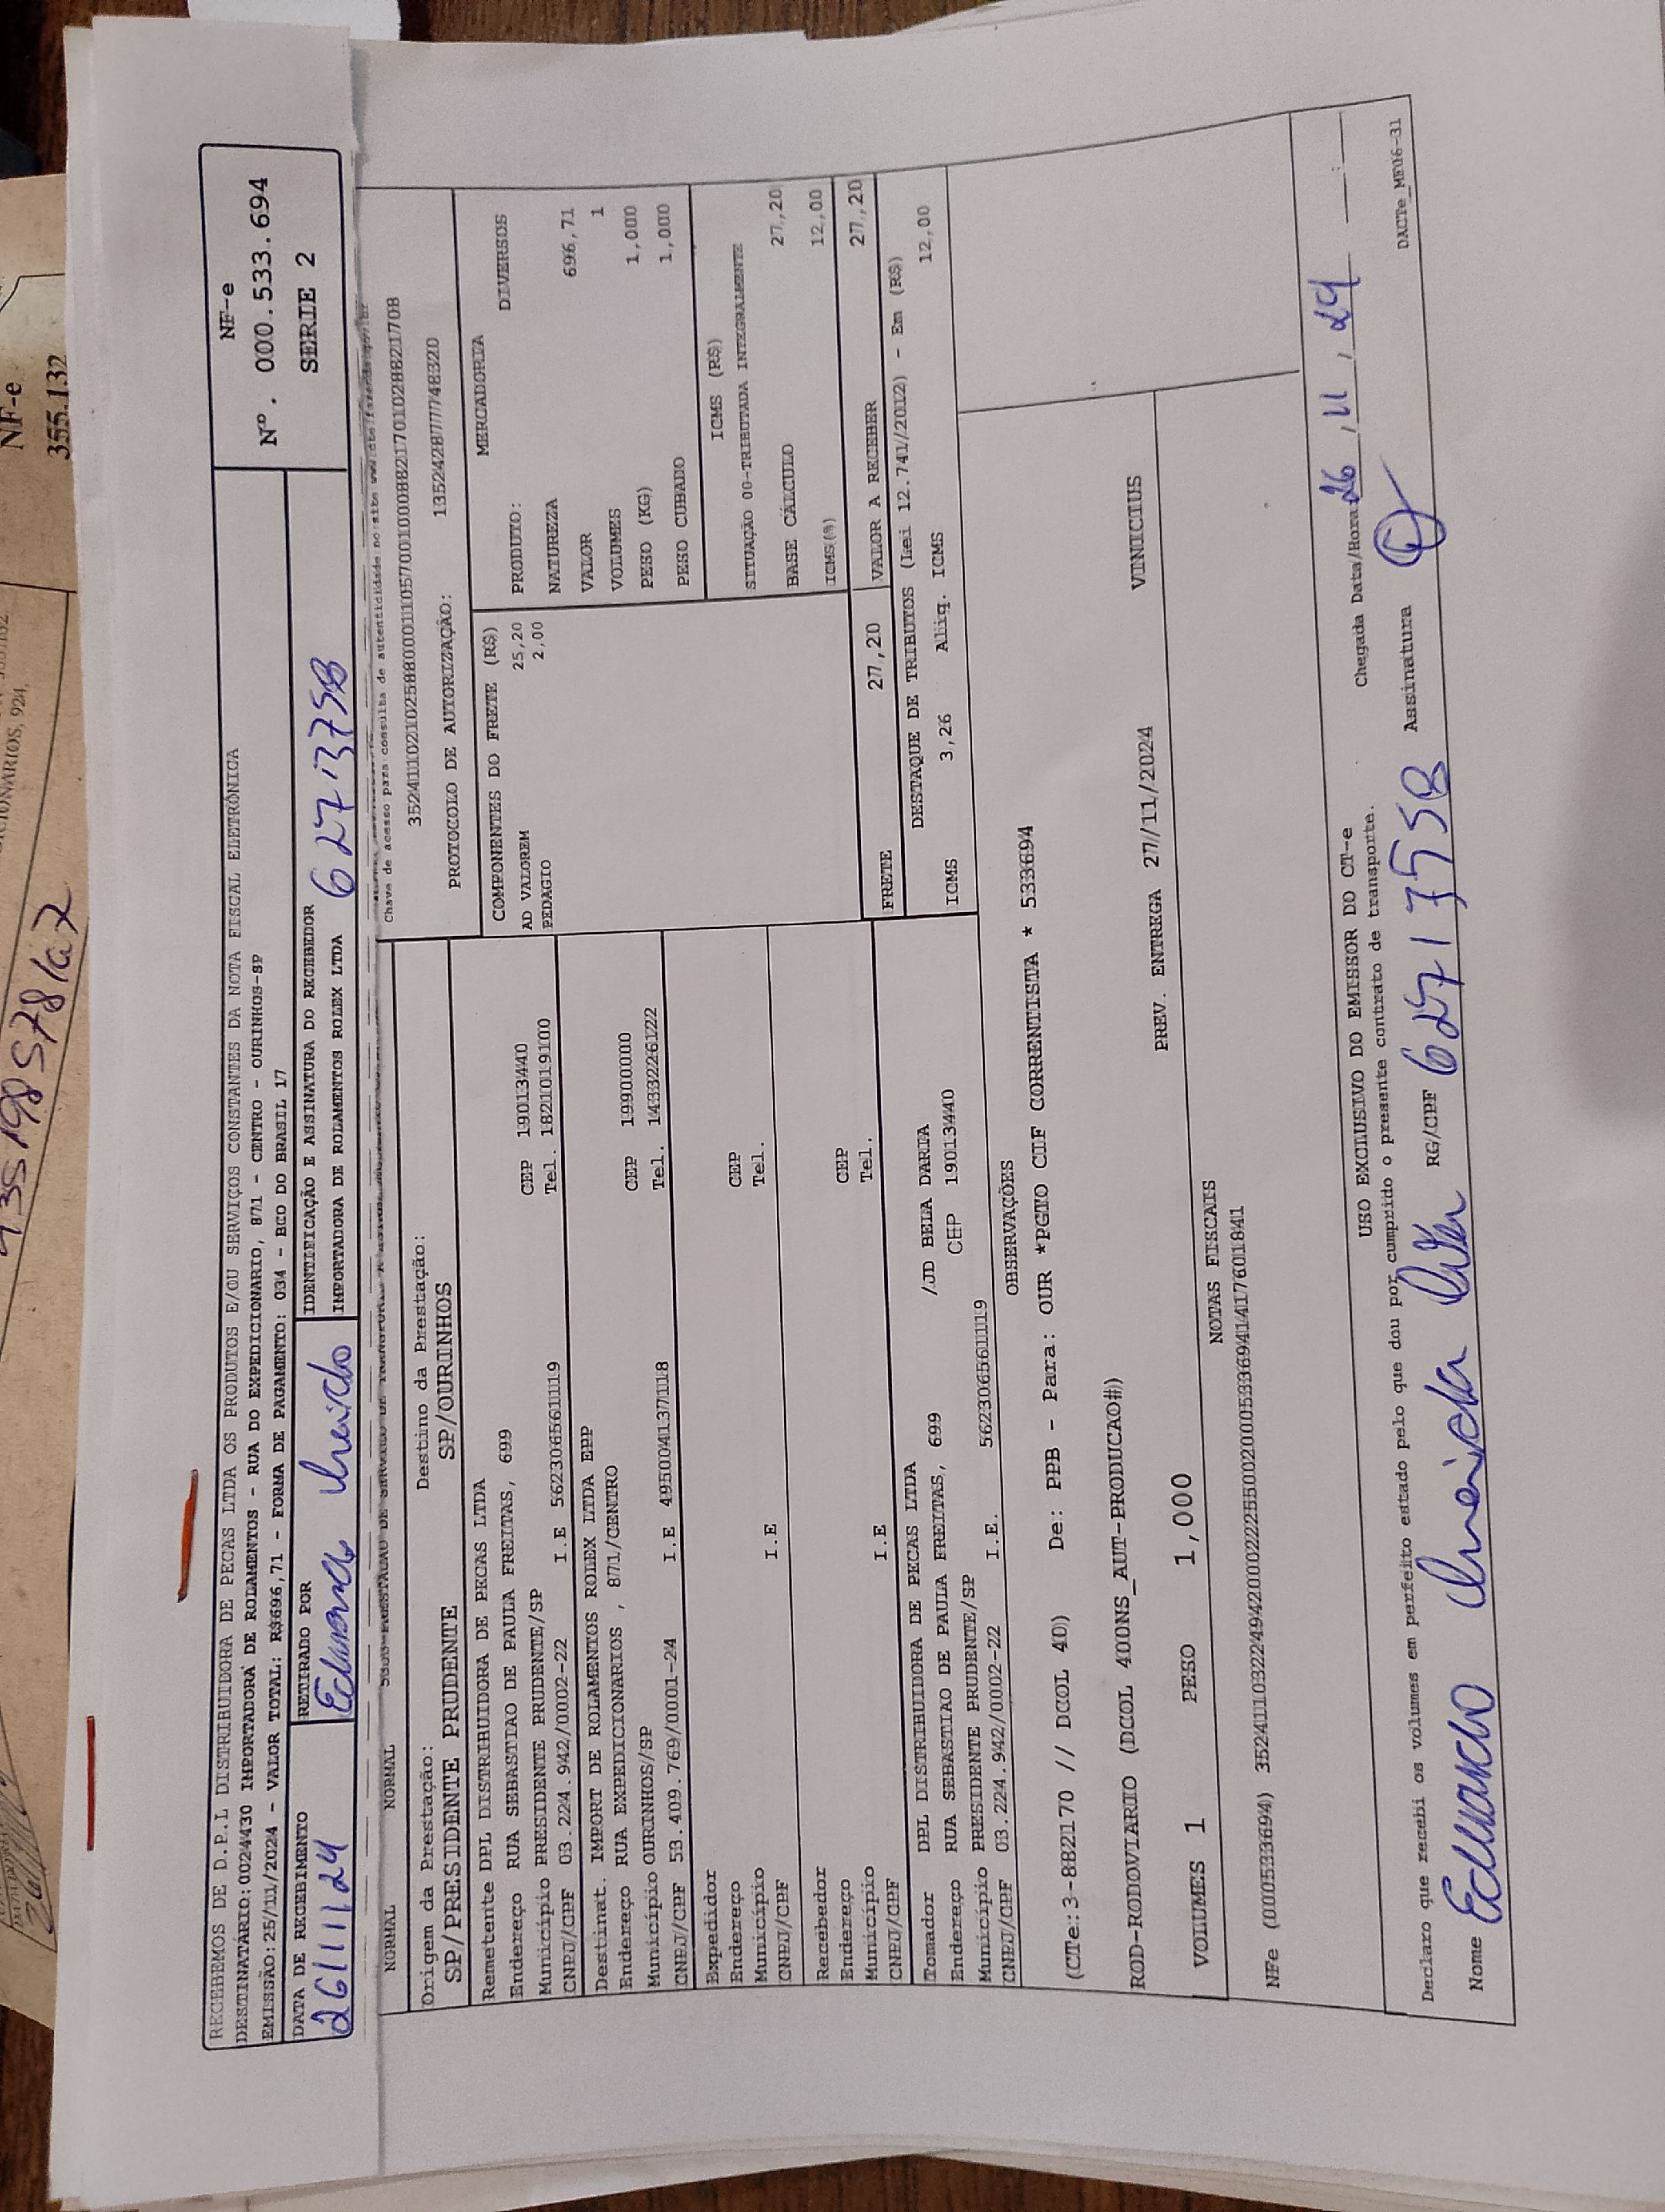 NF-e
355.132
RECEBEMOS DE D.P.L DISTRIBUIDORA DE PECAS LTDA OS PRODUTOS E/OU SERVIÇOS CONSTANTES DA NOTA FISCAL ELETRÔNICA
DESTINATÁRIO: 0024430 IMPORTADORA DE ROLAMENTOS - RUA DO EXPEDICIONARIO, 871 - CENTRO - OURINHOS-SP
EMISSÃO: 25/11/2024 - VALOR TOTAL: R$696,71 - FORMA DE PAGAMENTO: 034 - BCO DO BRASIL 17
NF-e
Nº. 000.533.694
SERIE 2
DATA DE RECEBIMENTO
26/11/24
RETIRADO POR
Eduardo
IDENTIFICAÇÃO E ASSINATURA DO RECEBEDOR
IMPORTADORA DE ROLAMENTOS ROLEX LTDA
NORMAL NORMAL
Chave de acesso para consulta de autenticidade no site
PROTOCOLO DE AUTORIZAÇÃO:
Origem da Prestação: Destino da Prestação:
SP/PRESIDENTE PRUDENTE SP/OURINHOS
Remetente DPL DISTRIBUIDORA DE PECAS LTDA
Endereço RUA SEBASTIAO DE PAULA FREITAS, 699 CEP 19013440
Município PRESIDENTE PRUDENTE/SP Tel. 1821019100
CNPJ/CPF 03.224.942/0002-22 I.E 562306561119
Destinat. IMPORT DE ROLAMENTOS ROLEX LTDA EPP
Endereço RUA EXPEDICIONARIOS , 871/CENTRO CEP 19900000
Município OURINHOS/SP Tel. 1433226122
CNPJ/CPF 53.409.769/0001-24 I.E 495004137118
Expedidor
Endereço CEP
Município Tel.
CNPJ/CPF I.E
Recebedor
Endereço CEP
Município Tel.
CNPJ/CPF I.E
Tomador DPL DISTRIBUIDORA DE PECAS LTDA
Endereço RUA SEBASTIAO DE PAULA FREITAS, 699 /JD BELA DARIA
Município PRESIDENTE PRUDENTE/SP CEP 19013440
CNPJ/CPF 03.224.942/0002-22 I.E. 562306561119
COMPONENTES DO FRETE (R$)
AD VALOREM 25,20
PEDAGIO 2,00
MERCADORIA
PRODUTO: DIVERSOS
NATUREZA
VALOR 696,71
VOLUMES 1
PESO (KG) 1,000
PESO CUBADO 1,000
ICMS (R$)
SITUAÇÃO 00-TRIBUTADA INTEGRALMENTE
BASE CÁLCULO 27,20
ICMS(%) 12,00
FRETE 27,20 VALOR A RECEBER 27,20
DESTAQUE DE TRIBUTOS (Lei 12.741/2012) - Em (R$)
ICMS 3,26 Aliq. ICMS 12,00
OBSERVAÇÕES
(CTe:3-882170 // DCOL 40) De: PPB - Para: OUR *PGTO CIF CORRENTISTA * 533694
ROD-RODOVIARIO (DCOL 400NS_AUT-PRODUCAO#)
VOLUMES 1 PESO 1,000 PREV. ENTREGA 27/11/2024 VINICIUS
NOTAS FISCAIS
NFe (000533694)
USO EXCLUSIVO DO EMISSOR DO CT-e
Declaro que recebi os volumes em perfeito estado pelo que dou por cumprido o presente contrato de transporte. Chegada Data/Hora 26/11/24
Nome Eduardo RG/CPF Assinatura
DACTe_MF06-31